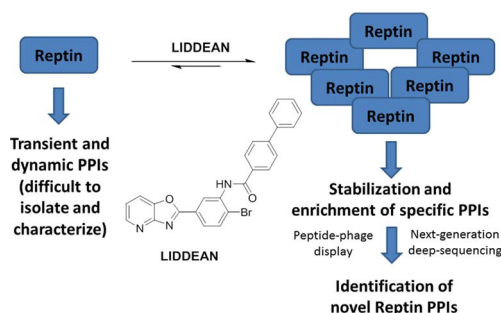 Reptin
LIDDEAN
Reptin
Reptin
Reptin
Reptin
Reptin
Reptin
Transient and
dynamic PPIs
(difficult to
isolate and
characterize)
HN
O
Br
O
N
N
LIDDEAN
Stabilization and
enrichment of specific PPIs
Peptide-phage
display
Next-generation
deep-sequencing
Identification of
novel Reptin PPIs